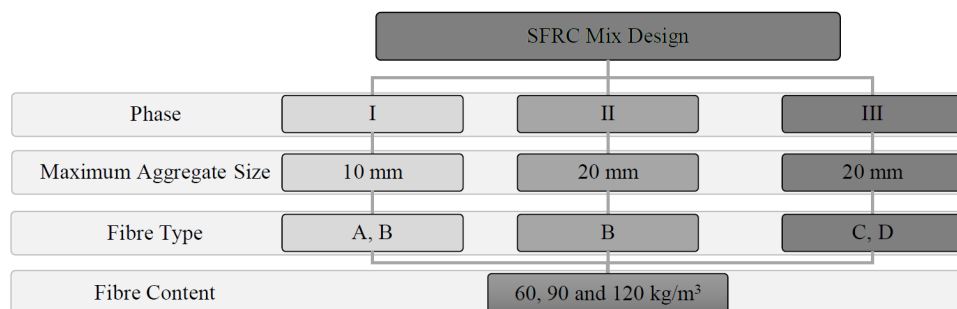 SFRC Mix Design
Phase I II III
Maximum Aggregate Size 10 mm 20 mm 20 mm
Fibre Type A, B B C, D
Fibre Content 60, 90 and 120 kg/m³